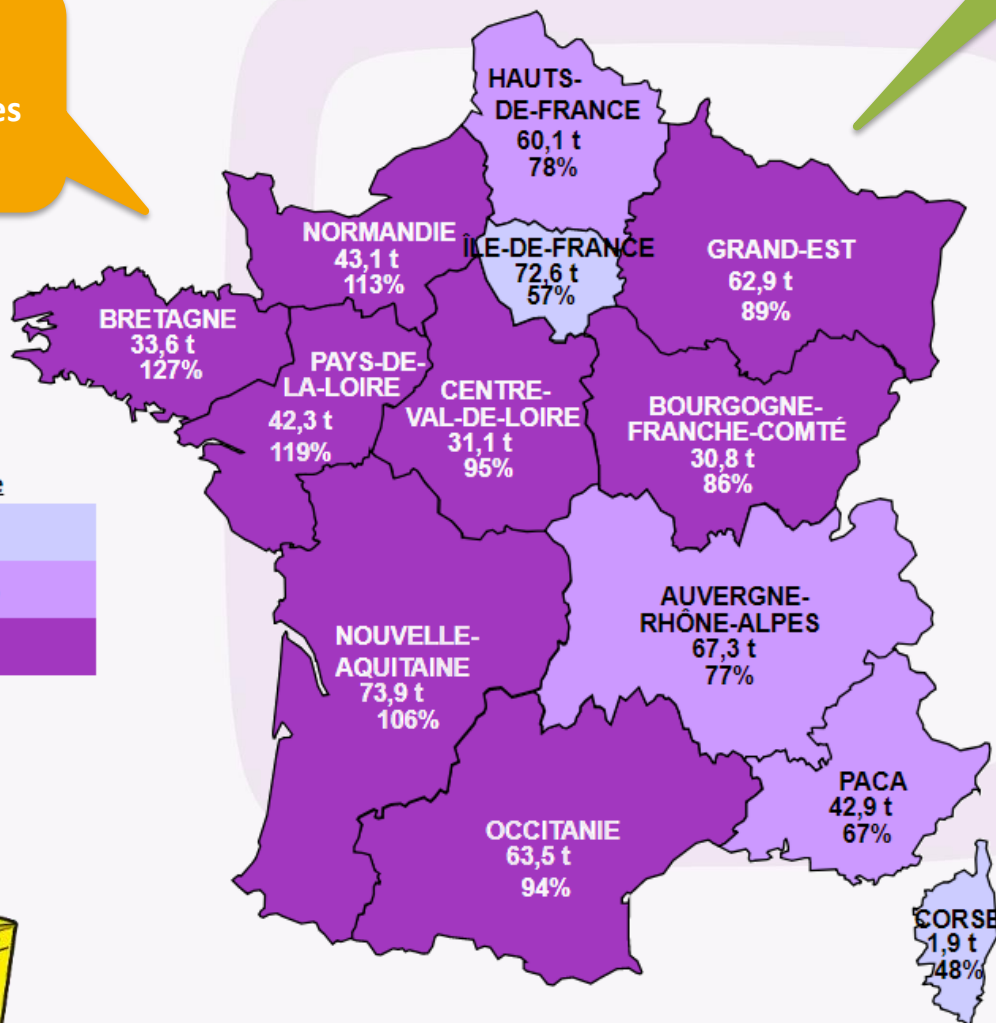 es
HAUTS-
DE-FRANCE
60,1 t
78%
NORMANDIE
43,1 t
113%
ÎLE-DE-FRANCE
72,6 t
57%
GRAND-EST
62,9 t
89%
BRETAGNE
33,6 t
127%
PAYS-DE-
LA-LOIRE
42,3 t
119%
CENTRE-
VAL-DE-LOIRE
31,1 t
95%
BOURGOGNE-
FRANCHE-COMTÉ
30,8 t
86%
e
AUVERGNE-
RHÔNE-ALPES
67,3 t
77%
NOUVELLE-
AQUITAINE
73,9 t
106%
PACA
42,9 t
67%
OCCITANIE
63,5 t
94%
CORSE
1,9 t
48%